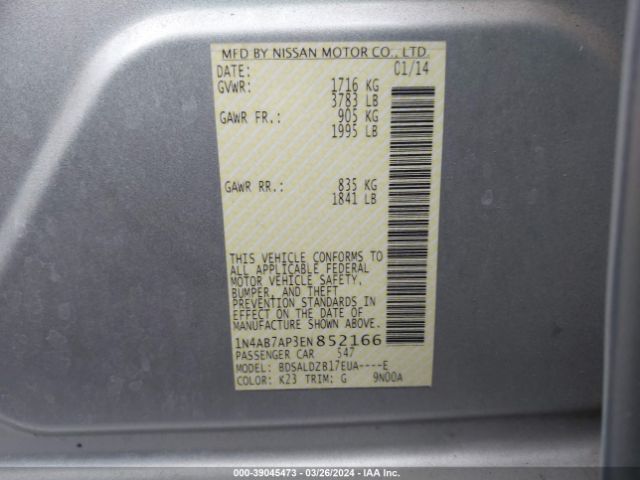 MFD BY NISSAN MOTOR CO., LTD.
DATE: 01/14
GVWR: 1716 KG
3783 LB
GAWR FR.: 905 KG
1995 LB
GAWR RR.: 835 KG
1841 LB
THIS VEHICLE CONFORMS TO
ALL APPLICABLE FEDERAL
MOTOR VEHICLE SAFETY,
BUMPER, AND THEFT
PREVENTION STANDARDS IN
EFFECT ON THE DATE OF
MANUFACTURE SHOWN ABOVE.
1N4AB7AP3EN852166
PASSENGER CAR 547
MODEL: BDSALDZB17EUA----E
COLOR: K23 TRIM: G 9N00A
000-39045473 - 03/26/2024 - IAA Inc.